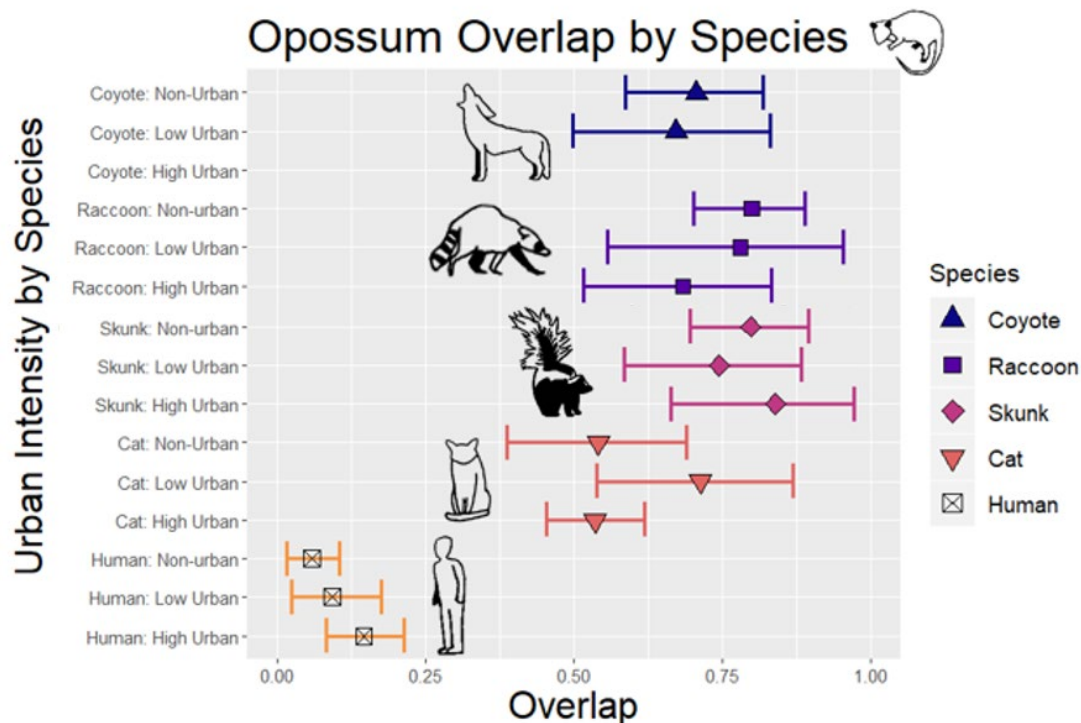 Opossum Overlap by Species
Urban Intensity by Species
Coyote: Non-Urban
Coyote: Low Urban
Coyote: High Urban
Raccoon: Non-urban
Raccoon: Low Urban
Raccoon: High Urban
Skunk: Non-urban
Skunk: Low Urban
Skunk: High Urban
Cat: Non-Urban
Cat: Low Urban
Cat: High Urban
Human: Non-urban
Human: Low Urban
Human: High Urban
0.00 0.25 0.50 0.75 1.00
Overlap
Species
Coyote
Raccoon
Skunk
Cat
Human